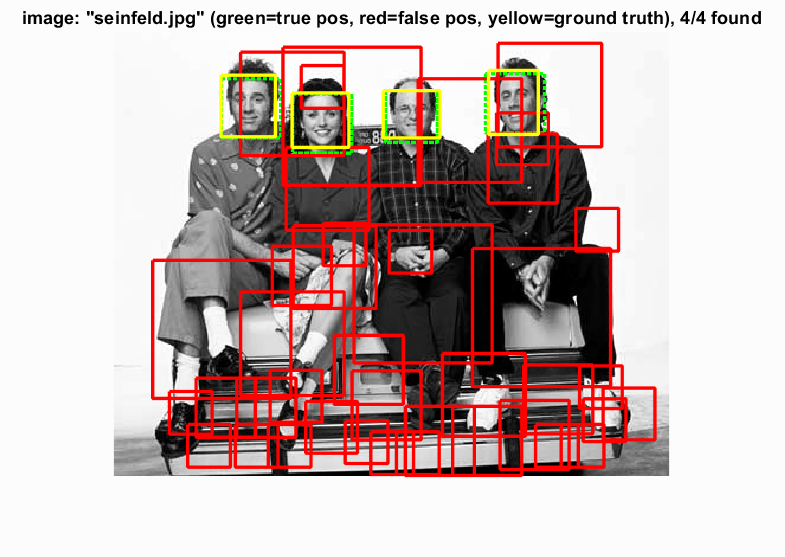 image: "seinfeld.jpg" (green=true pos, red=false pos, yellow=ground truth), 4/4 found